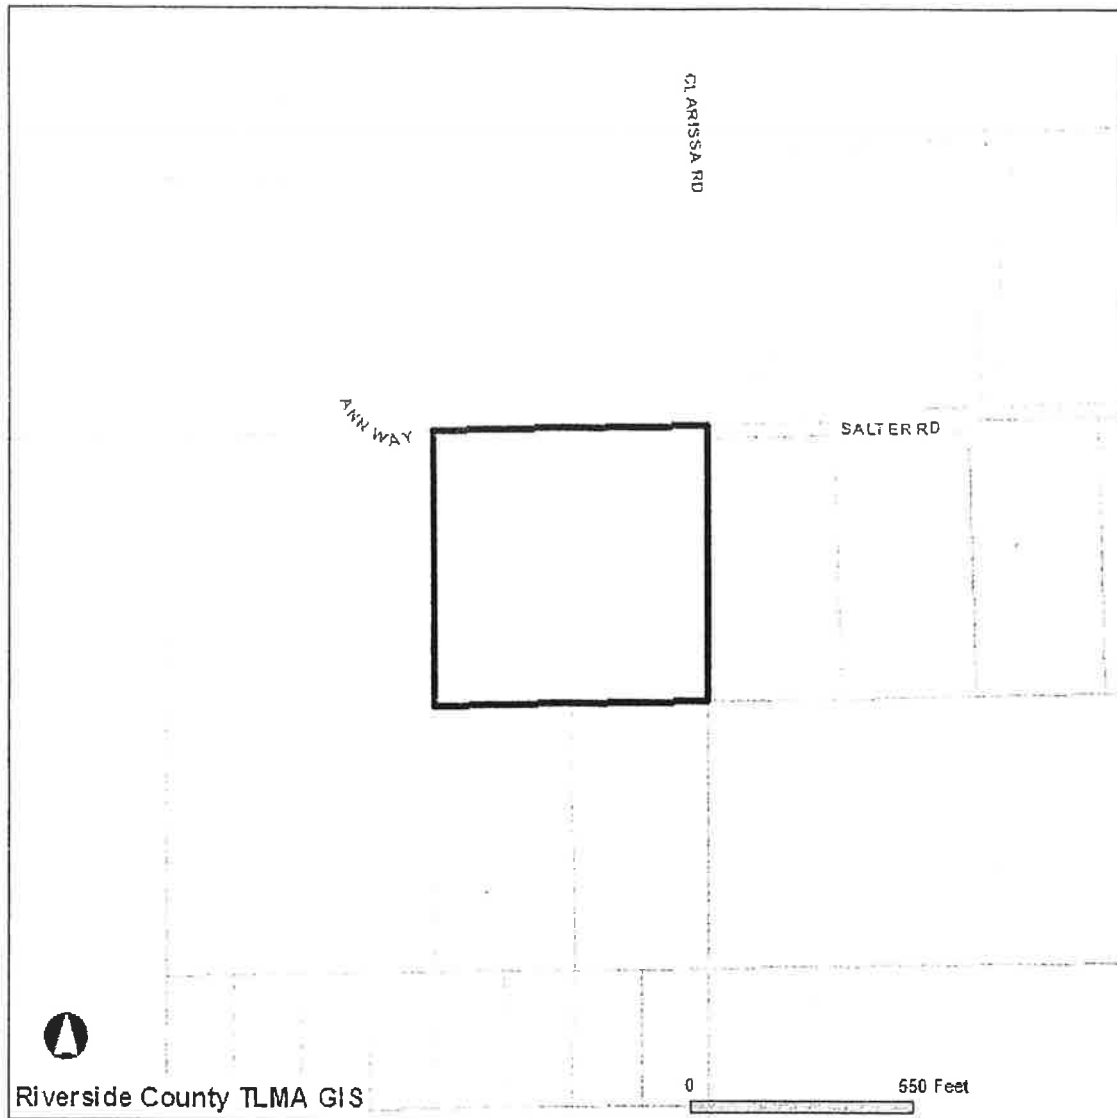 CLARISSA RD
ANN WAY
SALTER RD
Riverside County TLMA GIS
0
550 Feet